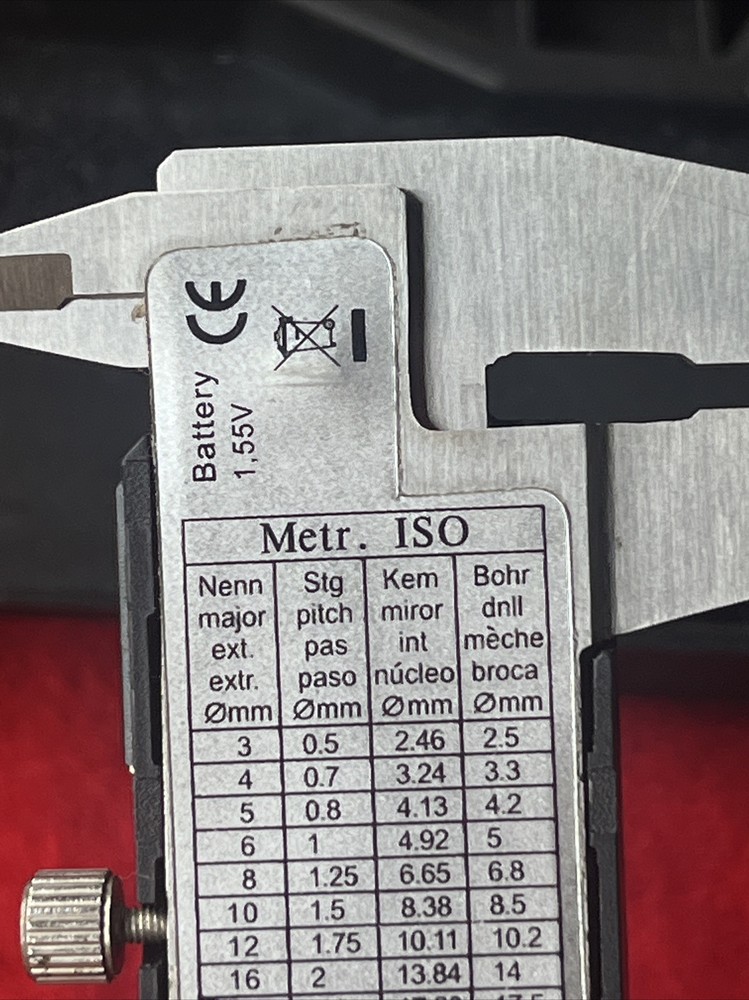 CE
Battery
1,55V
Metr. ISO
Nenn Stg Kem Bohr
major pitch miror dnll
ext. pas int mèche
extr. paso núcleo broca
Ømm Ømm Ømm Ømm
3 0.5 2.46 2.5
4 0.7 3.24 3.3
5 0.8 4.13 4.2
6 1 4.92 5
8 1.25 6.65 6.8
10 1.5 8.38 8.5
12 1.75 10.11 10.2
16 2 13.84 14